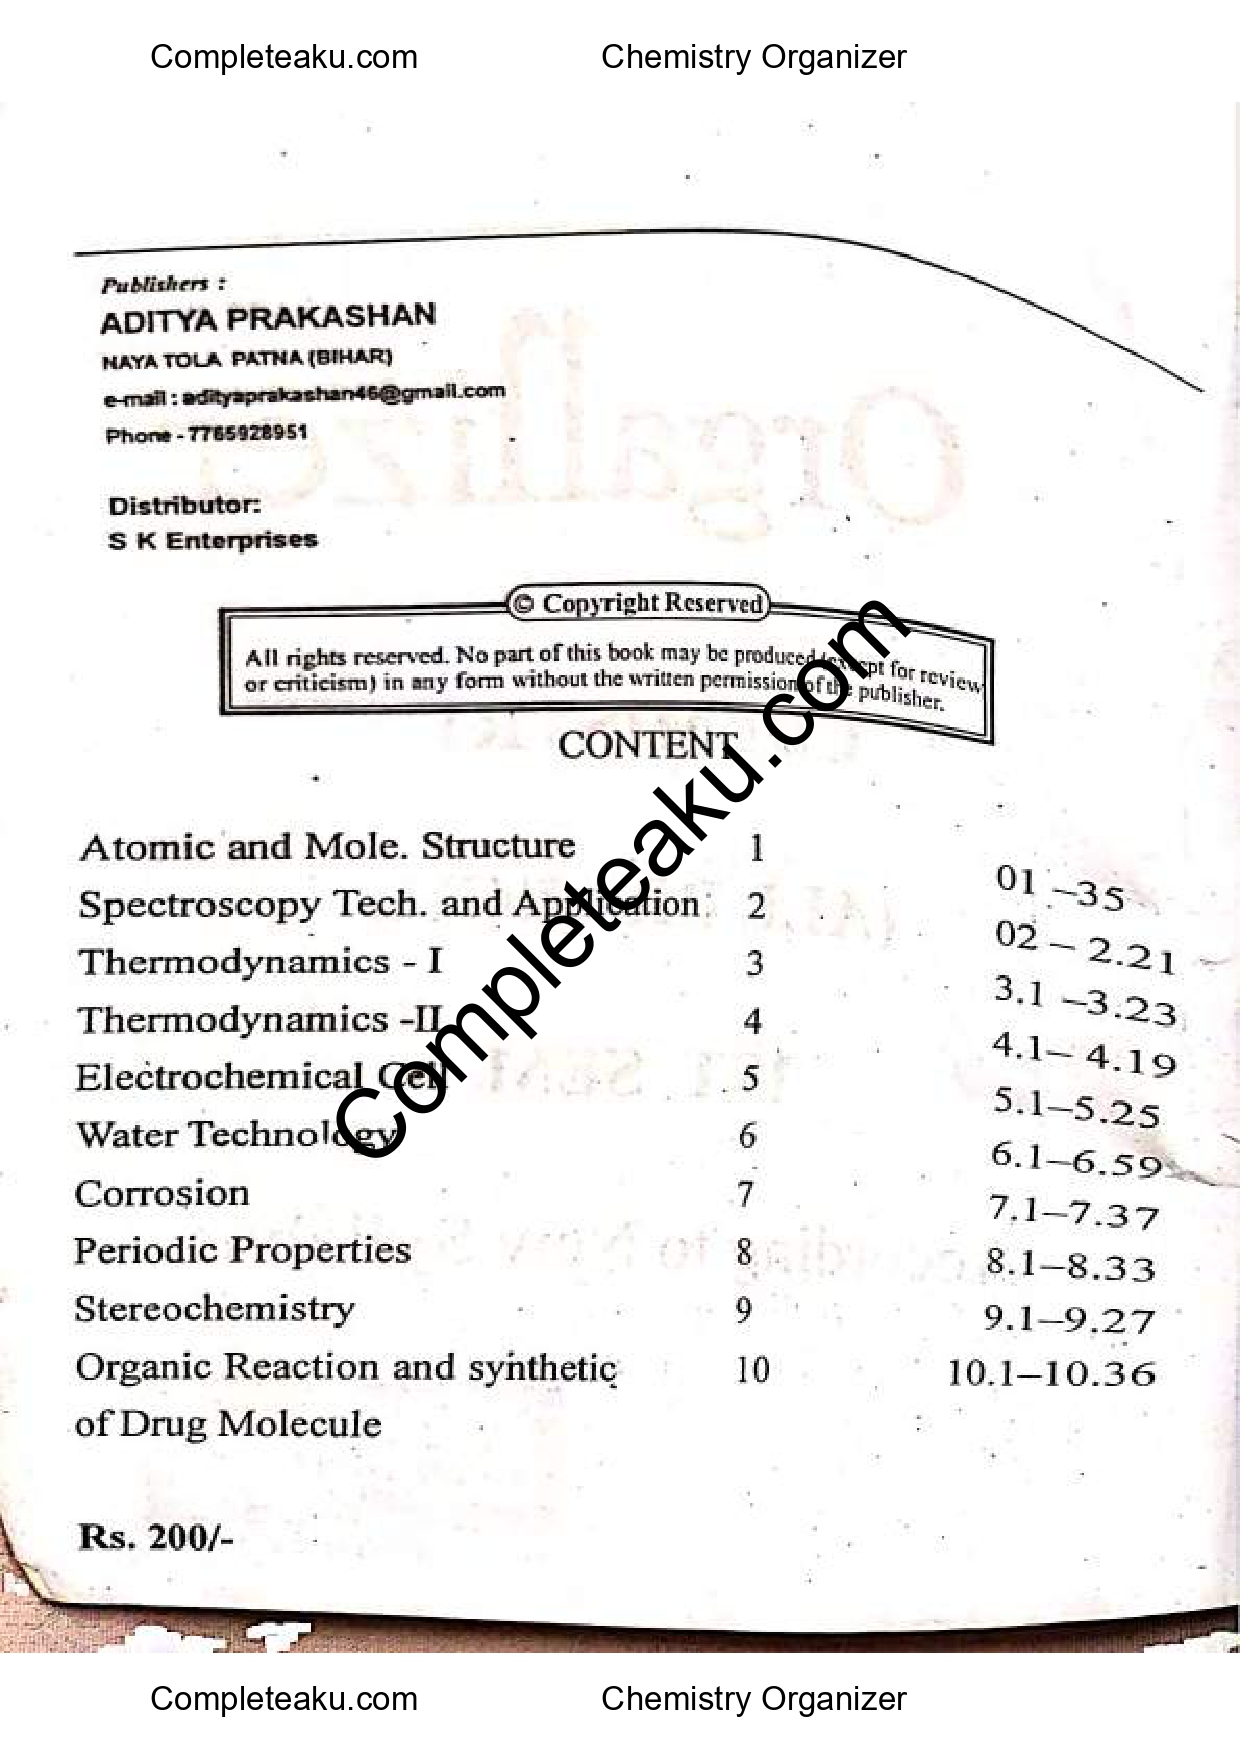 Completeaku.com Chemistry Organizer
Publishers :
ADITYA PRAKASHAN
NAYA TOLA PATNA (BIHAR)
e-mail : adityaprakashan46@gmail.com
Phone - 7765928951
Distributor:
S K Enterprises
© Copyright Reserved
All rights reserved. No part of this book may be produced (except for review
or criticism) in any form without the written permission of the publisher.
CONTENT
Atomic and Mole. Structure 1 01 –35
Spectroscopy Tech. and Application 2 02 – 2.21
Thermodynamics - I 3 3.1 –3.23
Thermodynamics -II 4 4.1– 4.19
Electrochemical Cell 5 5.1–5.25
Water Technology 6 6.1–6.59
Corrosion 7 7.1–7.37
Periodic Properties 8 8.1–8.33
Stereochemistry 9 9.1–9.27
Organic Reaction and synthetic 10 10.1–10.36
of Drug Molecule
Rs. 200/-
Completeaku.com
Completeaku.com Chemistry Organizer